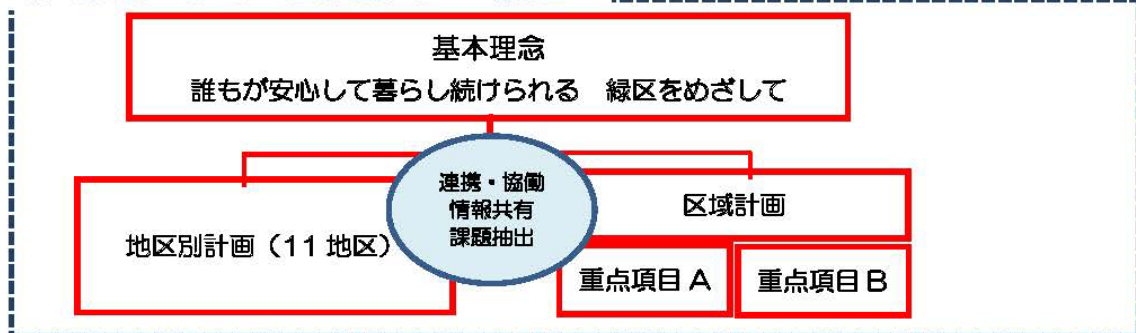 基本理念
誰もが安心して暮らし続けられる　緑区をめざして
連携・協働
情報共有
課題抽出
地区別計画（11 地区）
区域計画
重点項目 A
重点項目 B